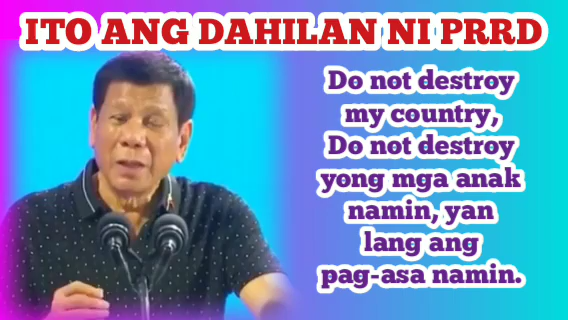 ITO ANG DAHILAN NI PRRD
Do not destroy
my country,
Do not destroy
yong mga anak
namin, yan
lang ang
pag-asa namin.